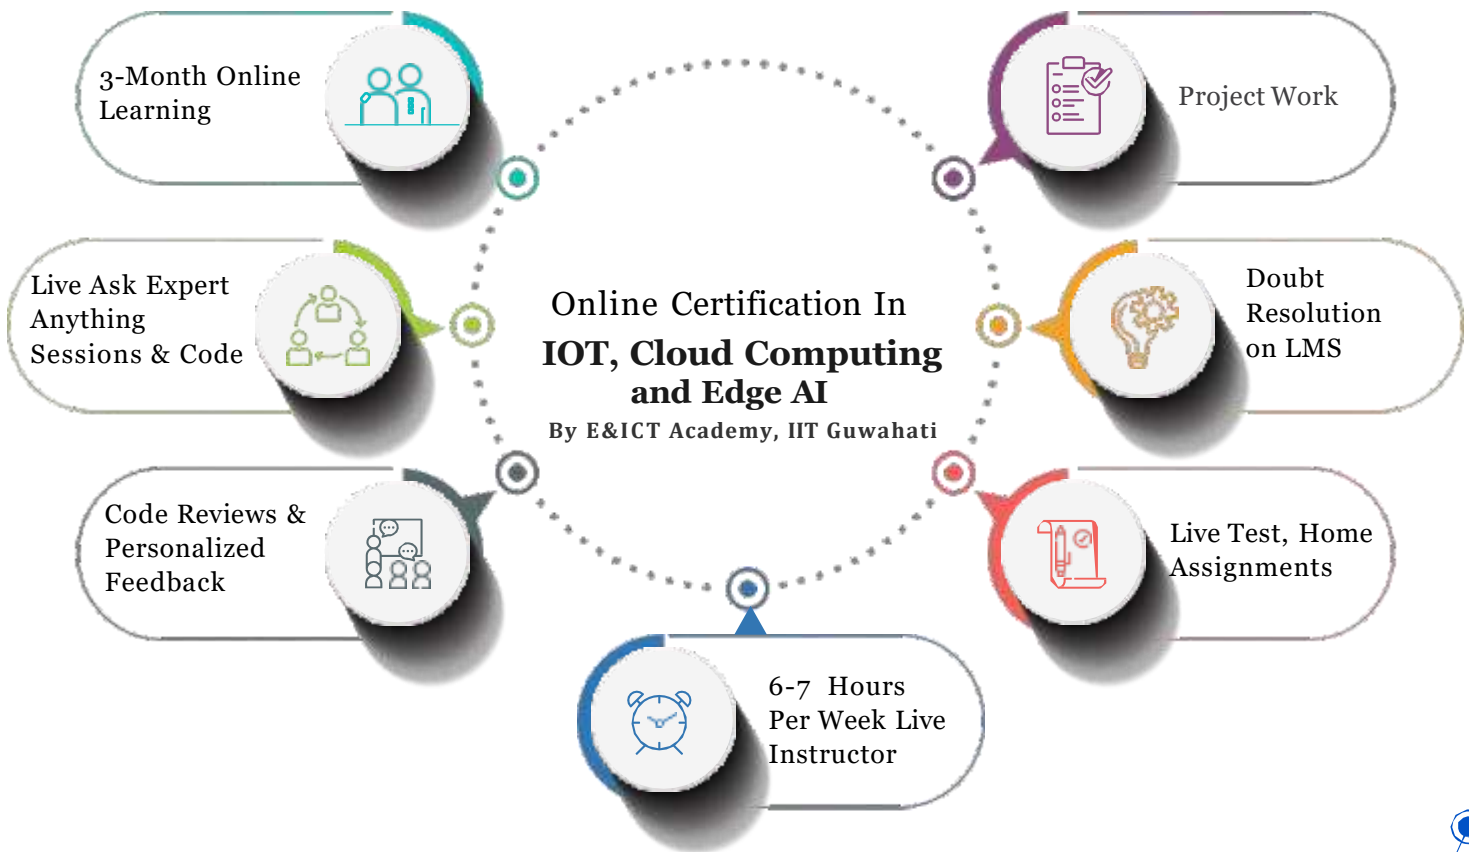 3-Month Online
Learning
Project Work
Live Ask Expert
Anything
Sessions & Code
Doubt
Resolution
on LMS
Online Certification In
IOT, Cloud Computing
and Edge AI
By E&ICT Academy, IIT Guwahati
Code Reviews &
Personalized
Feedback
Live Test, Home
Assignments
6-7 Hours
Per Week Live
Instructor